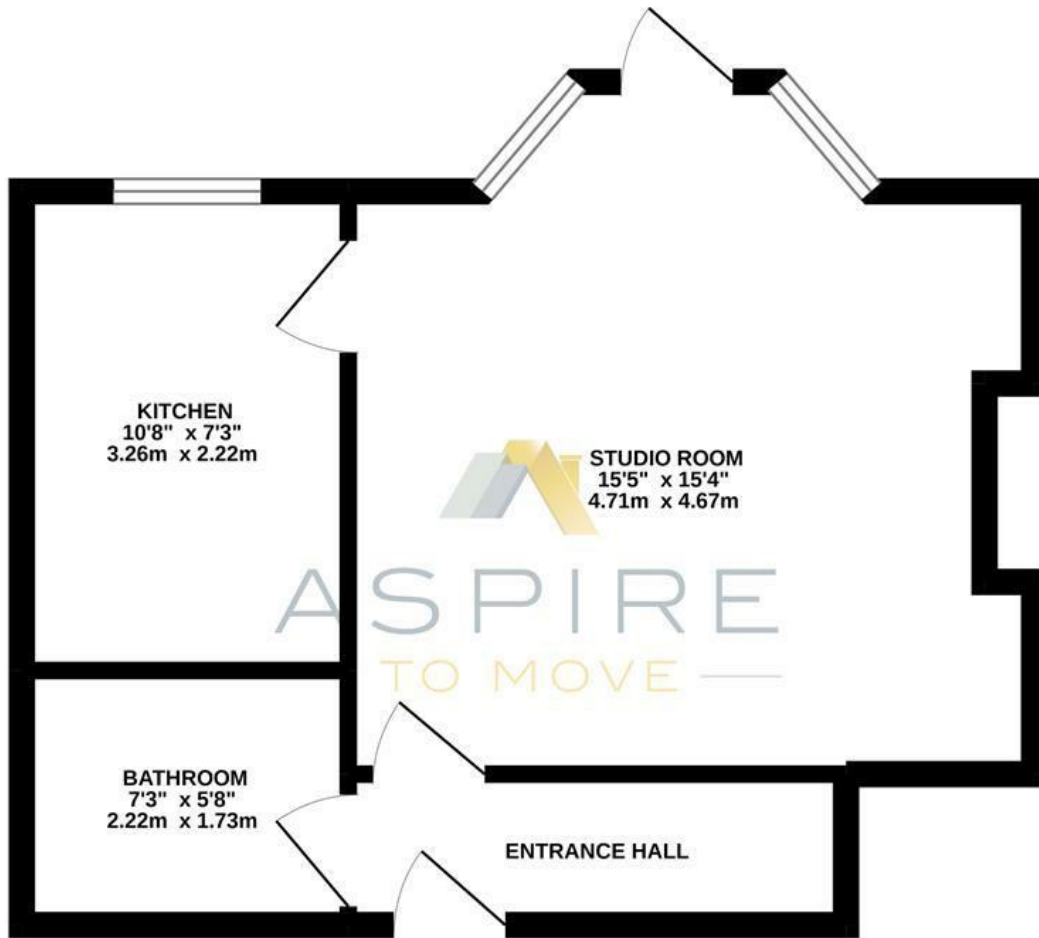 KITCHEN
10'8" x 7'3"
3.26m x 2.22m
STUDIO ROOM
15'5" x 15'4"
4.71m x 4.67m
ASPIRE
TO MOVE
BATHROOM
7'3" x 5'8"
2.22m x 1.73m
ENTRANCE HALL